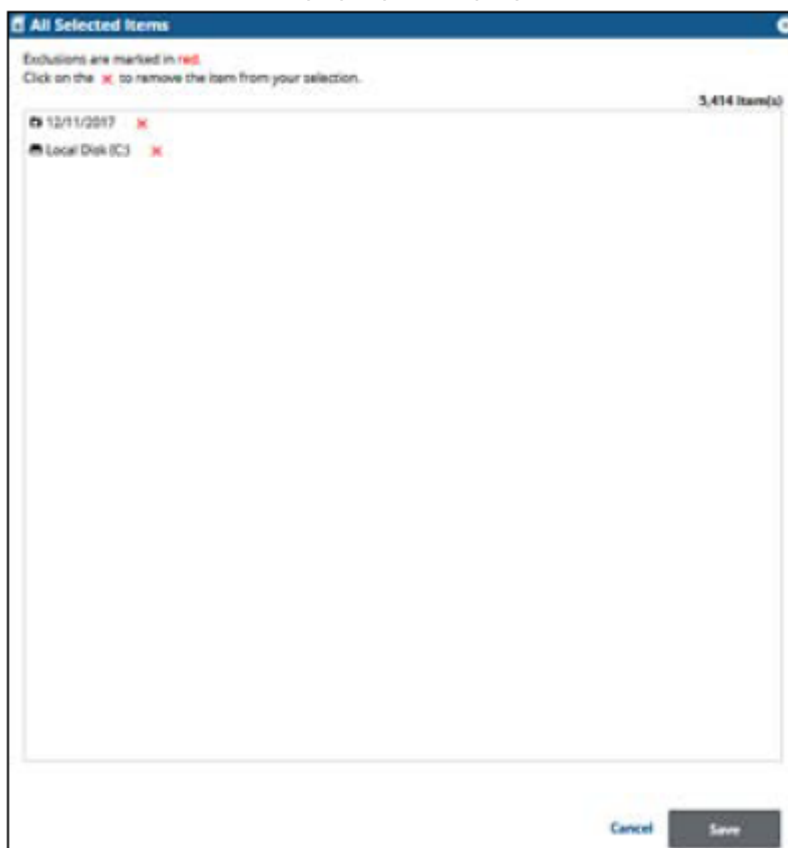 All Selected Items
Exclusions are marked in red.
Click on the × to remove the item from your selection.
3,414 Item(s)
12/11/2017 ×
Local Disk (C:) ×
Cancel Save